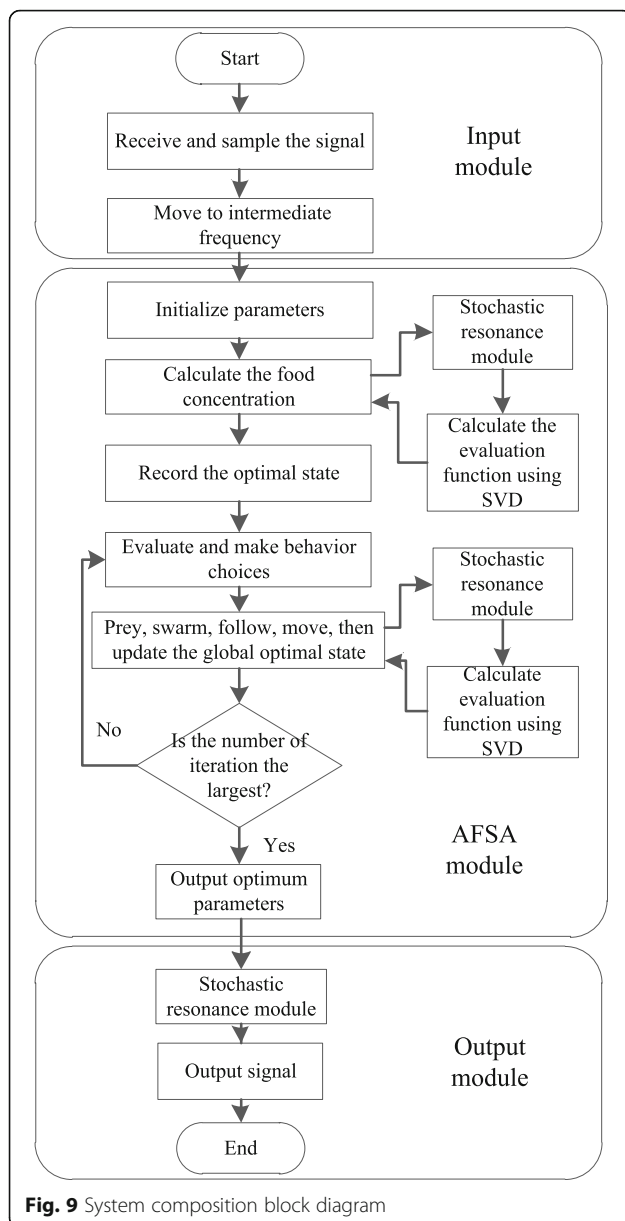 Start
Receive and sample the signal
Input
module
Move to intermediate
frequency
Initialize parameters
Stochastic
resonance
module
Calculate the food
concentration
Calculate the
evaluation
function using
SVD
Record the optimal state
Evaluate and make behavior
choices
Stochastic
resonance
module
Prey, swarm, follow, move, then
update the global optimal state
Calculate
evaluation
function using
SVD
No
Is the number of
iteration the
largest?
Yes
AFSA
module
Output optimum
parameters
Stochastic
resonance module
Output signal
Output
module
End
Fig. 9 System composition block diagram